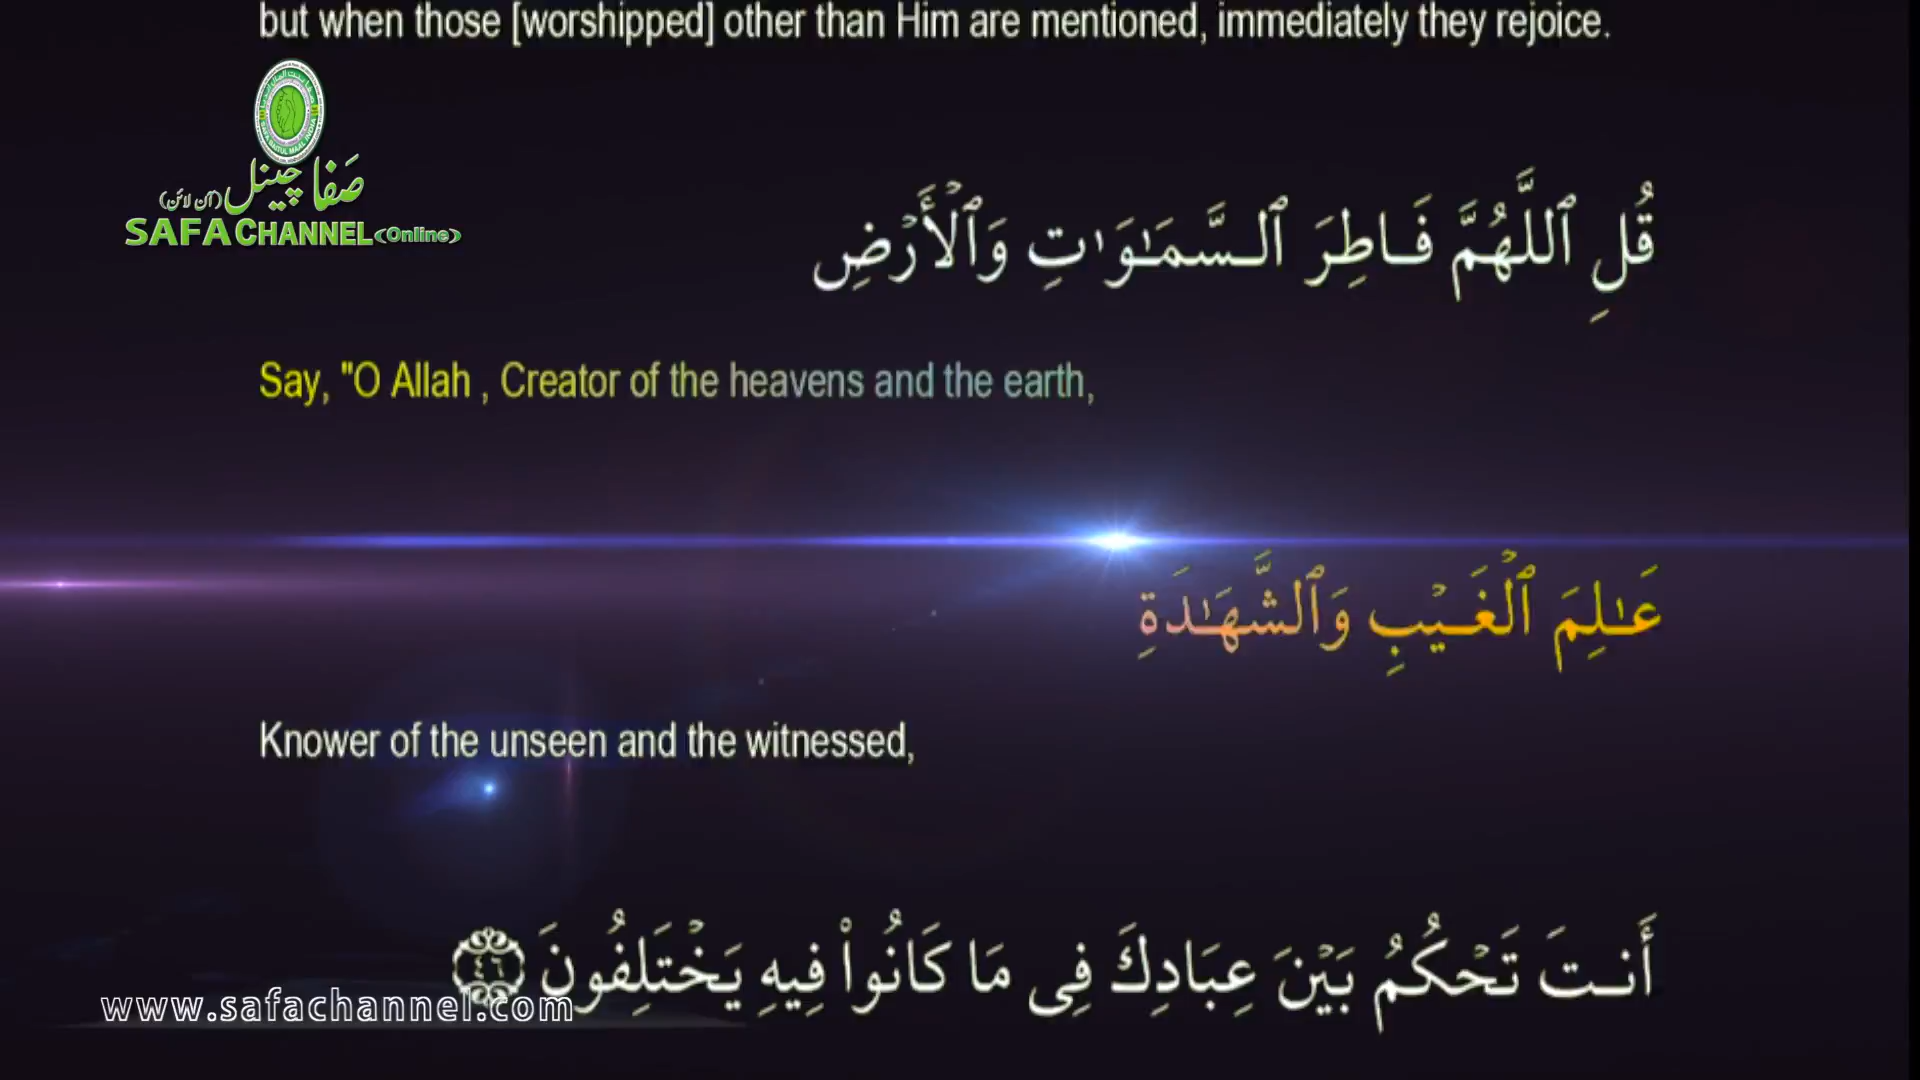 but when those [worshipped] other than Him are mentioned, immediately they rejoice.
صفا چینل (آن لائن)
SAFA CHANNEL <Online>
قُلِ ٱللَّهُمَّ فَاطِرَ ٱلسَّمَـٰوَٰتِ وَٱلْأَرْضِ
Say, "O Allah , Creator of the heavens and the earth,
عَـٰلِمَ ٱلْغَيْبِ وَٱلشَّهَـٰدَةِ
Knower of the unseen and the witnessed,
أَنتَ تَحْكُمُ بَيْنَ عِبَادِكَ فِى مَا كَانُوا۟ فِيهِ يَخْتَلِفُونَ ٤٦
www.safachannel.com